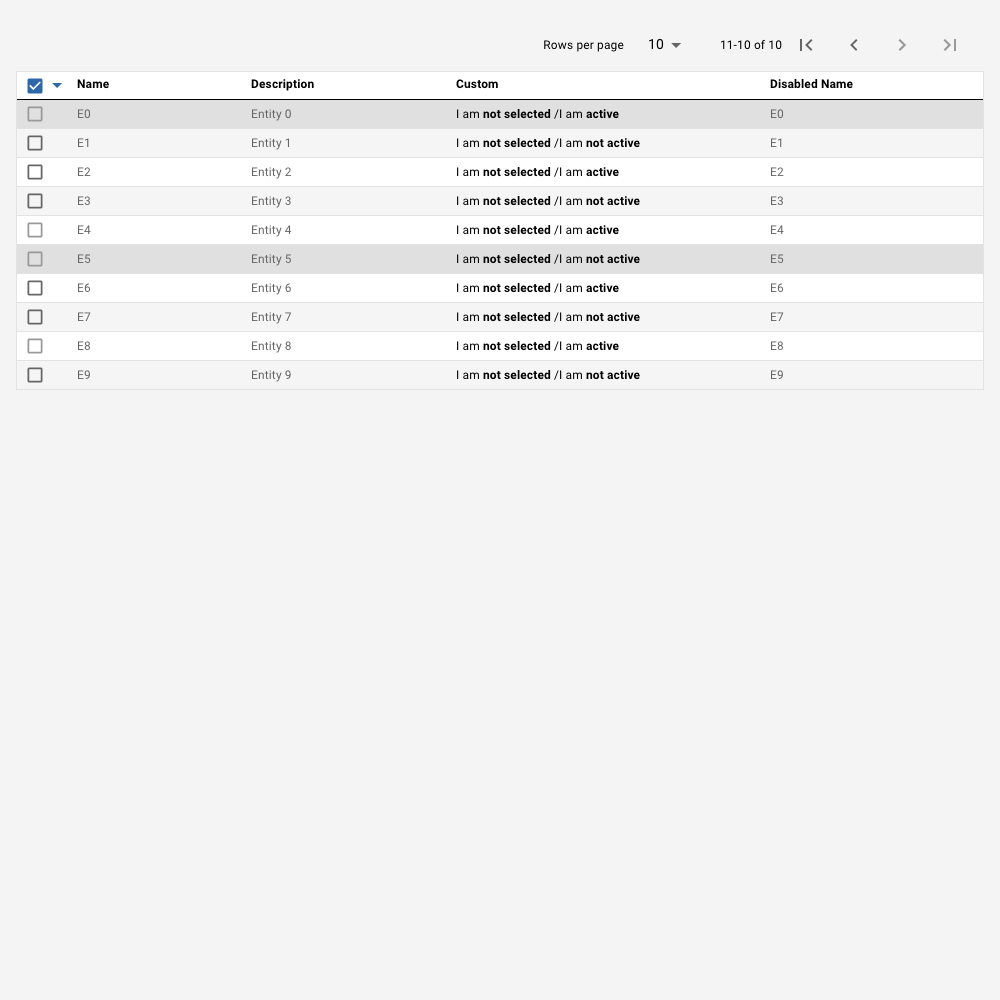 Rows per page 10 11-10 of 10
Name Description Custom Disabled Name
E0 Entity 0 I am not selected /I am active E0
E1 Entity 1 I am not selected /I am not active E1
E2 Entity 2 I am not selected /I am active E2
E3 Entity 3 I am not selected /I am not active E3
E4 Entity 4 I am not selected /I am active E4
E5 Entity 5 I am not selected /I am not active E5
E6 Entity 6 I am not selected /I am active E6
E7 Entity 7 I am not selected /I am not active E7
E8 Entity 8 I am not selected /I am active E8
E9 Entity 9 I am not selected /I am not active E9